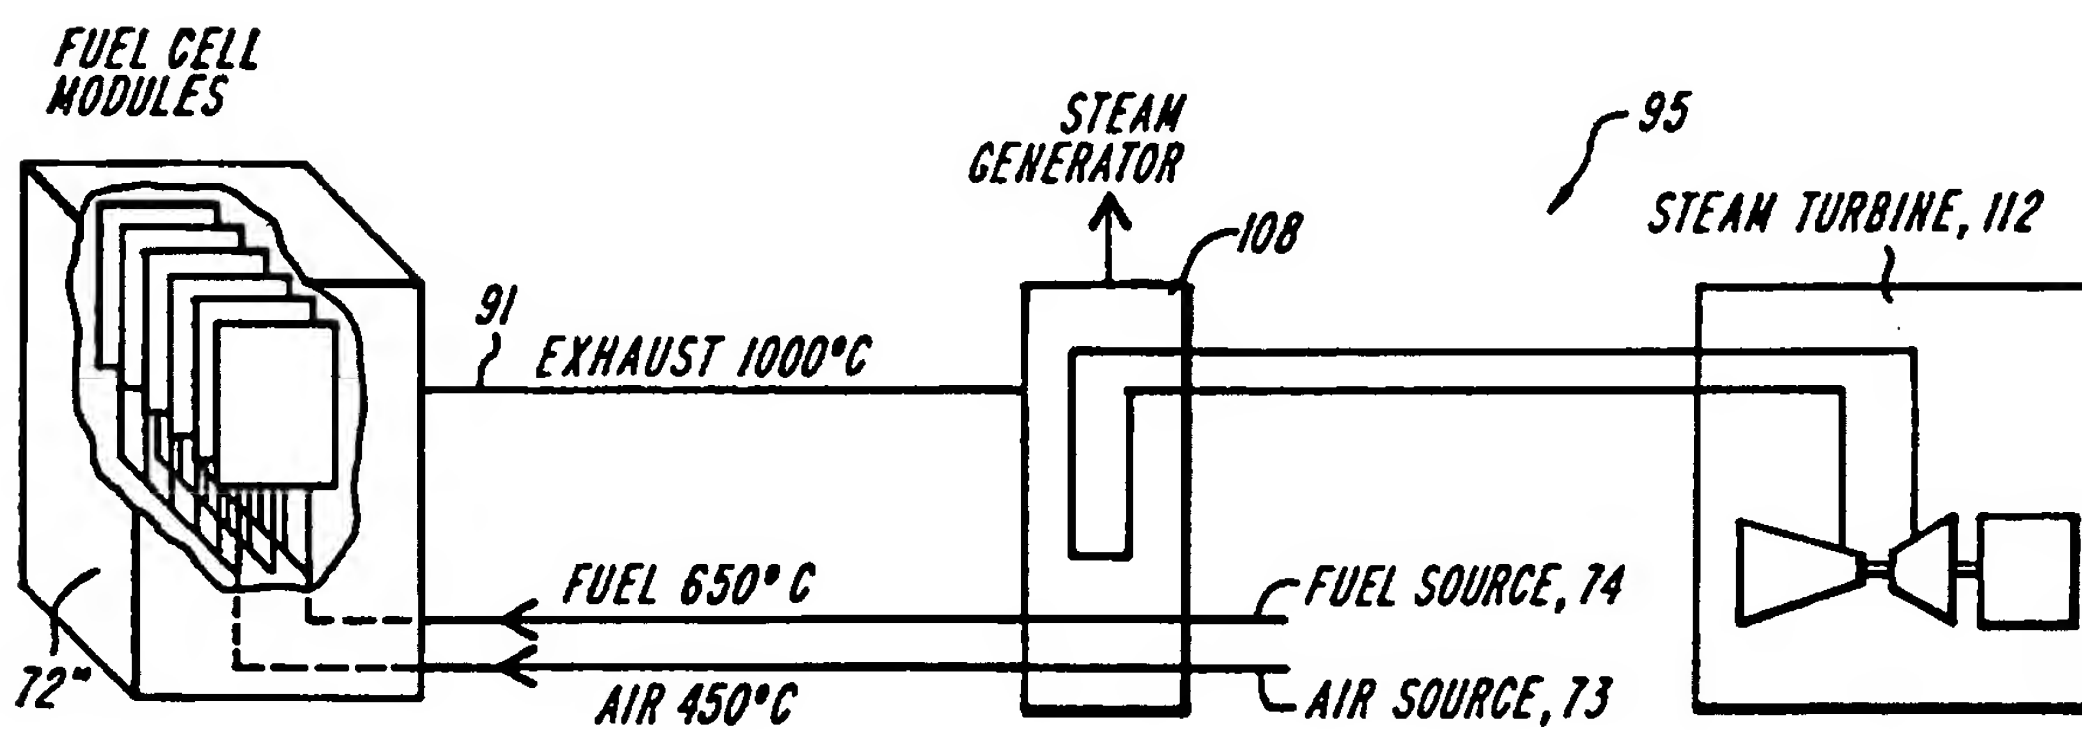 FUEL CELL
MODULES
STEAM
GENERATOR
95
108
STEAM TURBINE, 112
91
EXHAUST 1000°C
FUEL 650°C
FUEL SOURCE, 74
72"
AIR 450°C
AIR SOURCE, 73